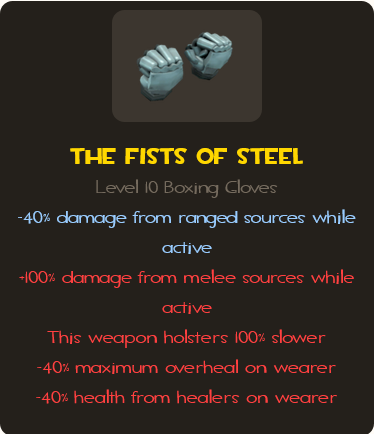 THE FISTS OF STEEL
Level 10 Boxing Gloves
-40% damage from ranged sources while
active
+100% damage from melee sources while
active
This weapon holsters 100% slower
-40% maximum overheal on wearer
-40% health from healers on wearer